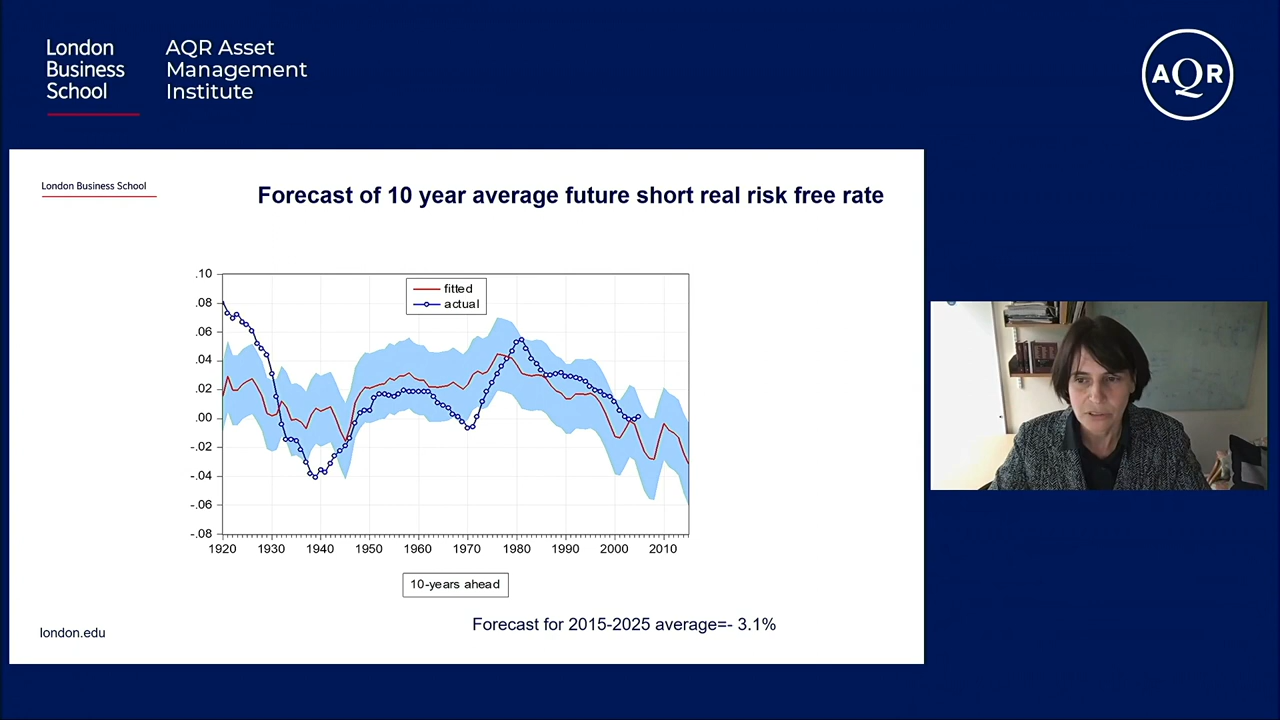 London
Business
School
AQR Asset
Management
Institute
AQR
London Business School
Forecast of 10 year average future short real risk free rate
.10
.08
.06
.04
.02
.00
-.02
-.04
-.06
-.08
fitted
actual
1920 1930 1940 1950 1960 1970 1980 1990 2000 2010
10-years ahead
Forecast for 2015-2025 average=- 3.1%
london.edu